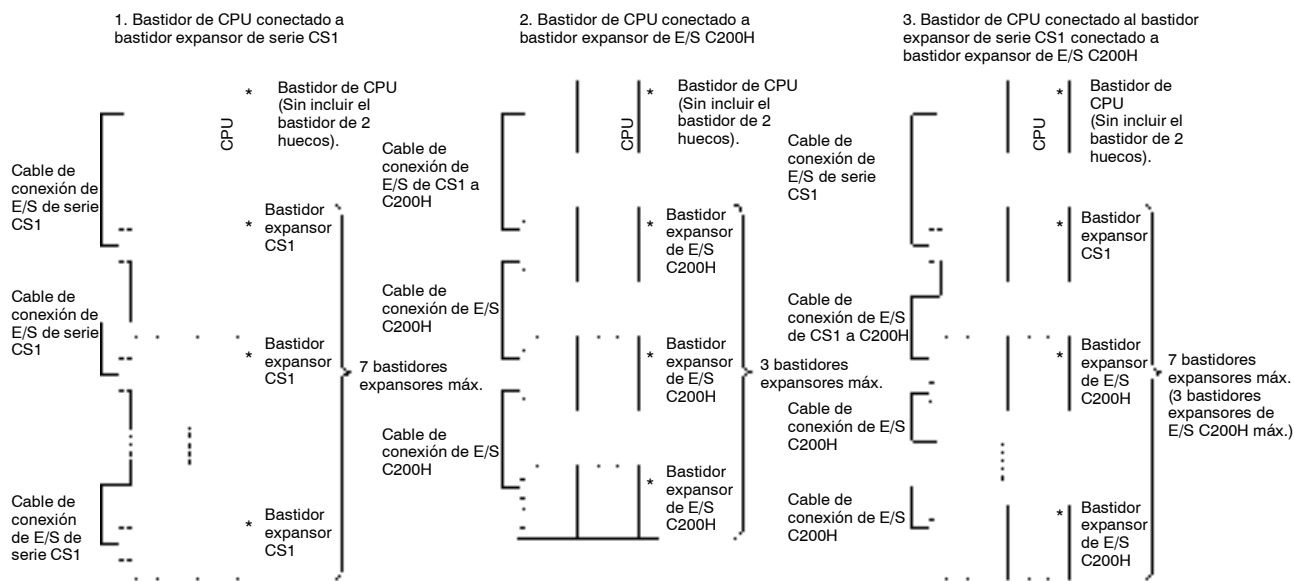 1. Bastidor de CPU conectado a
bastidor expansor de serie CS1
*
Bastidor de CPU
(Sin incluir el
bastidor de 2
huecos).
CPU
Cable de
conexión de
E/S de serie
CS1
*
Bastidor
expansor
CS1
Cable de
conexión de
E/S de serie
CS1
*
Bastidor
expansor
CS1
7 bastidores
expansores máx.
Cable de
conexión
de E/S de
serie CS1
*
Bastidor
expansor
CS1
2. Bastidor de CPU conectado a
bastidor expansor de E/S C200H
*
Bastidor de CPU
(Sin incluir el
bastidor de 2
huecos).
CPU
Cable de
conexión de
E/S de CS1 a
C200H
*
Bastidor
expansor
de E/S
C200H
Cable de
conexión de E/S
C200H
*
Bastidor
expansor
de E/S
C200H
3 bastidores
expansores máx.
Cable de
conexión de E/S
C200H
*
Bastidor
expansor
de E/S
C200H
3. Bastidor de CPU conectado al bastidor
expansor de serie CS1 conectado a
bastidor expansor de E/S C200H
*
Bastidor de
CPU
(Sin incluir el
bastidor de 2
huecos).
CPU
Cable de
conexión de
E/S de serie
CS1
*
Bastidor
expansor
CS1
Cable de
conexión de E/S
de CS1 a C200H
*
Bastidor
expansor
de E/S
C200H
7 bastidores
expansores máx.
(3 bastidores
expansores de
E/S C200H máx.)
Cable de
conexión de E/S
C200H
Cable de
conexión de E/S
C200H
*
Bastidor
expansor
de E/S
C200H